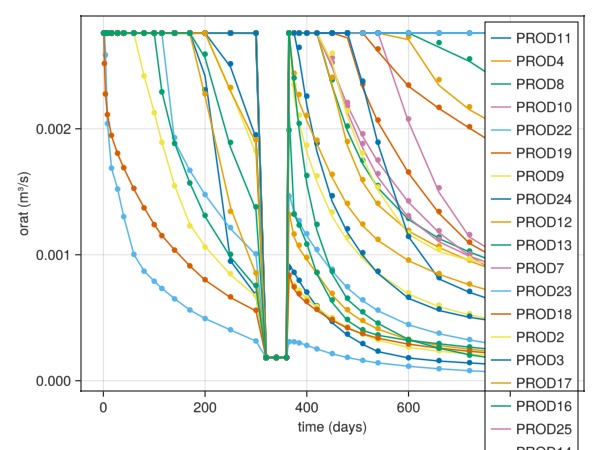 orat (m³/s)
0.002
0.001
0.000
0
200
400
600
time (days)
PROD11
PROD4
PROD8
PROD10
PROD22
PROD19
PROD9
PROD24
PROD12
PROD13
PROD7
PROD23
PROD18
PROD2
PROD3
PROD17
PROD16
PROD25